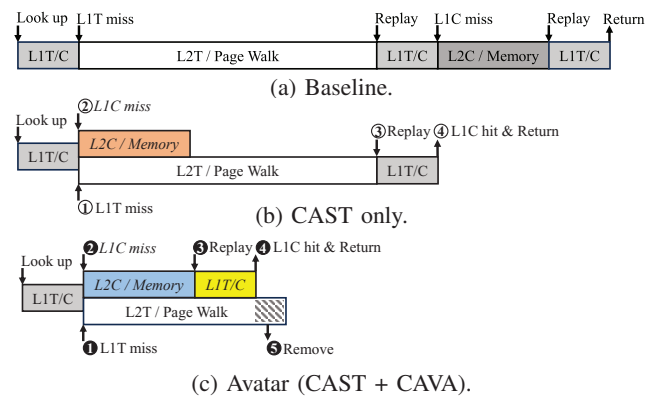 Look up L1T miss Replay L1C miss Replay Return
L1T/C L2T / Page Walk L1T/C L2C / Memory L1T/C
(a) Baseline.
②L1C miss
Look up ③Replay ④ L1C hit & Return
L2C / Memory
L1T/C L2T / Page Walk L1T/C
①L1T miss
(b) CAST only.
Look up ❷L1C miss ❸Replay ❹ L1C hit & Return
L2C / Memory L1T/C
L1T/C L2T / Page Walk
❶L1T miss ❺Remove
(c) Avatar (CAST + CAVA).